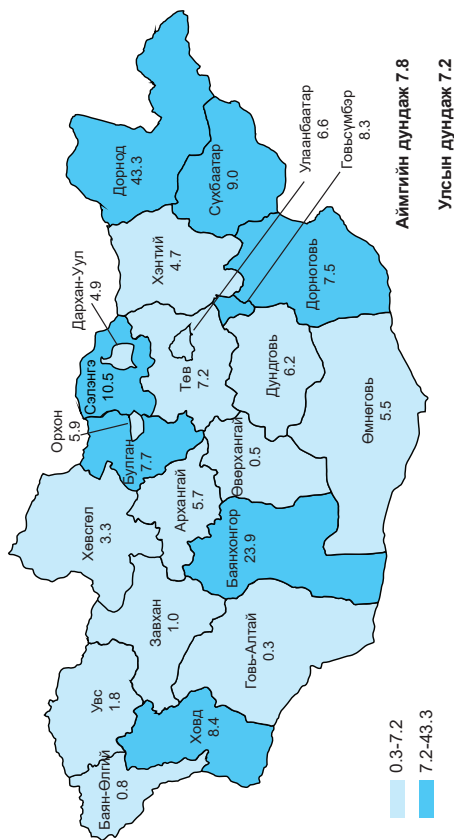 Баян-Өлгий
0.8
Увс
1.8
Ховд
8.4
Завхан
1.0
Говь-Алтай
0.3
Хөвсгөл
3.3
Архангай
5.7
Баянхонгор
23.9
Өвөрхангай
0.5
Орхон
5.9
Булган
7.7
Сэлэнгэ
10.5
Дархан-Уул
4.9
Төв
7.2
Дундговь
6.2
Өмнөговь
5.5
Хэнтий
4.7
Дорнод
43.3
Сүхбаатар
9.0
Дорноговь
7.5
Улаанбаатар
6.6
Говьсүмбэр
8.3
Аймгийн дундаж 7.8
Улсын дундаж 7.2
0.3-7.2
7.2-43.3